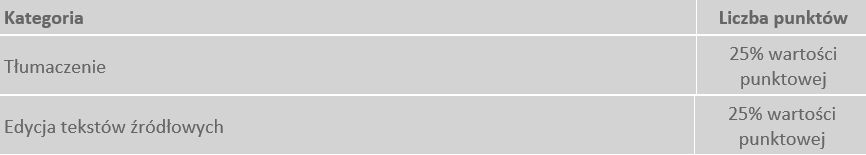 Kategoria Liczba punktów
Tłumaczenie 25% wartości
punktowej
Edycja tekstów źródłowych 25% wartości
punktowej